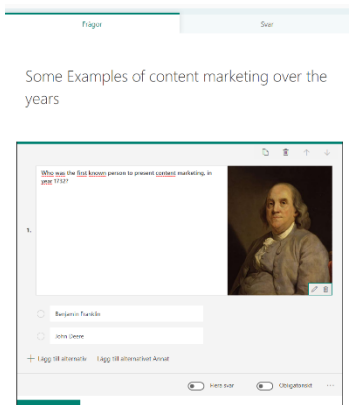 Frågor Svar
Some Examples of content marketing over the
years
Who was the first known person to present content marketing, in
year 1732?
1.
Benjamin Franklin
John Deere
+ Lägg till alternativ Lägg till alternativet Annat
Flera svar Obligatoriskt ...